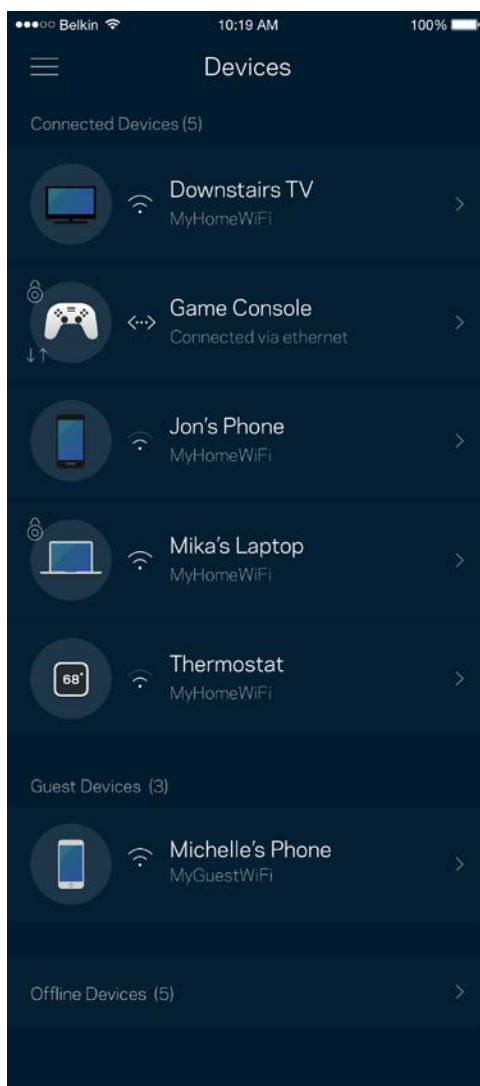 Belkin 10:19 AM 100%
Devices
Connected Devices (5)
Downstairs TV
MyHomeWiFi
Game Console
Connected via ethernet
Jon's Phone
MyHomeWiFi
Mika's Laptop
MyHomeWiFi
68°
Thermostat
MyHomeWiFi
Guest Devices (3)
Michelle's Phone
MyGuestWiFi
Offline Devices (5)